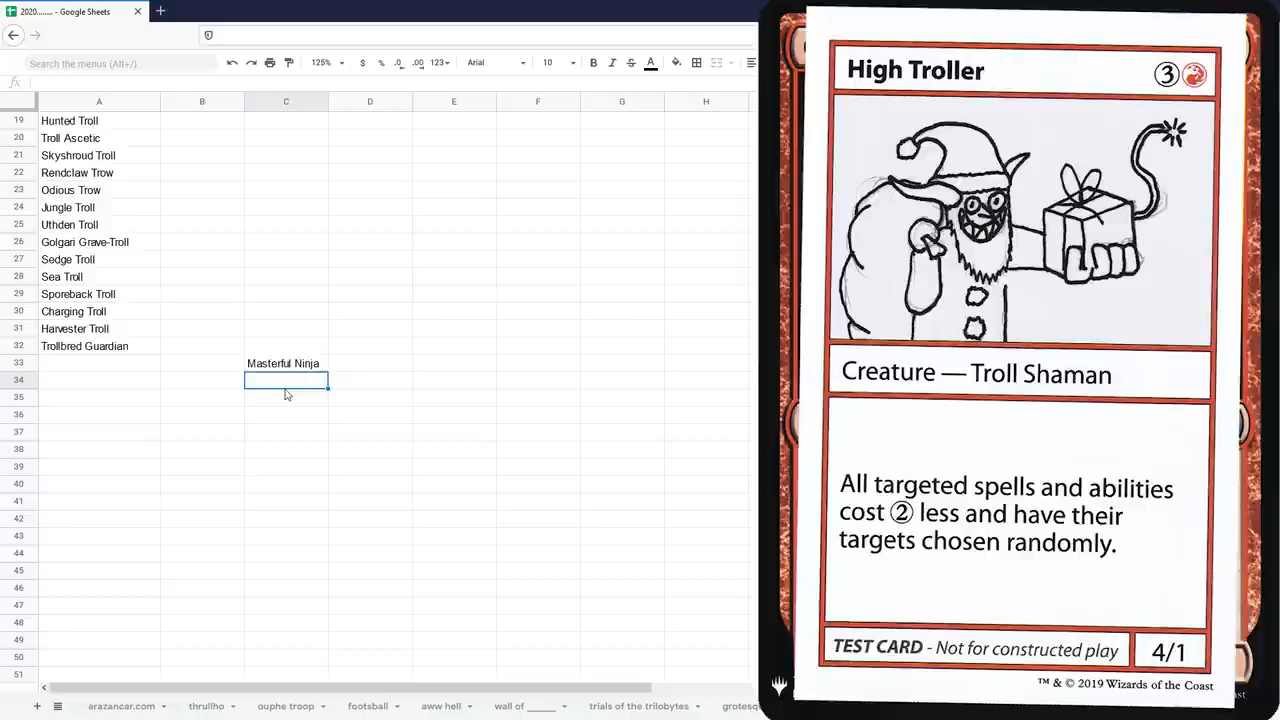 2020........ - Google Sheets
Search the menus (Alt+/)
125%
$
%
.0
.00
123
Arial
10
B
I
S
A
fx
A B C D E F G H
19 Hunted Troll
20 Troll Ascetic
21 Skyshroud Troll
22 Rendclaw Trow
23 Odious Trow
24 Jungle Troll
25 Uthden Troll
26 Golgari Grave-Troll
27 Sedge Troll
28 Sea Troll
29 Sporeback Troll
30 Changetroll
31 Harvester Troll
32 Trollbred Guardian
33 Masterful Ninja
34
35
36
37
38
39
40
41
42
43
44
45
46
47
48
49
50
51
razancar.com
thrullho
ouphe troop
footsball
aww hell
wall of ____
trials of the trilobytes
grotesq
High Troller 3
Creature — Troll Shaman
All targeted spells and abilities
cost 2 less and have their
targets chosen randomly.
TEST CARD - Not for constructed play 4/1
™ & © 2019 Wizards of the Coast
ast.